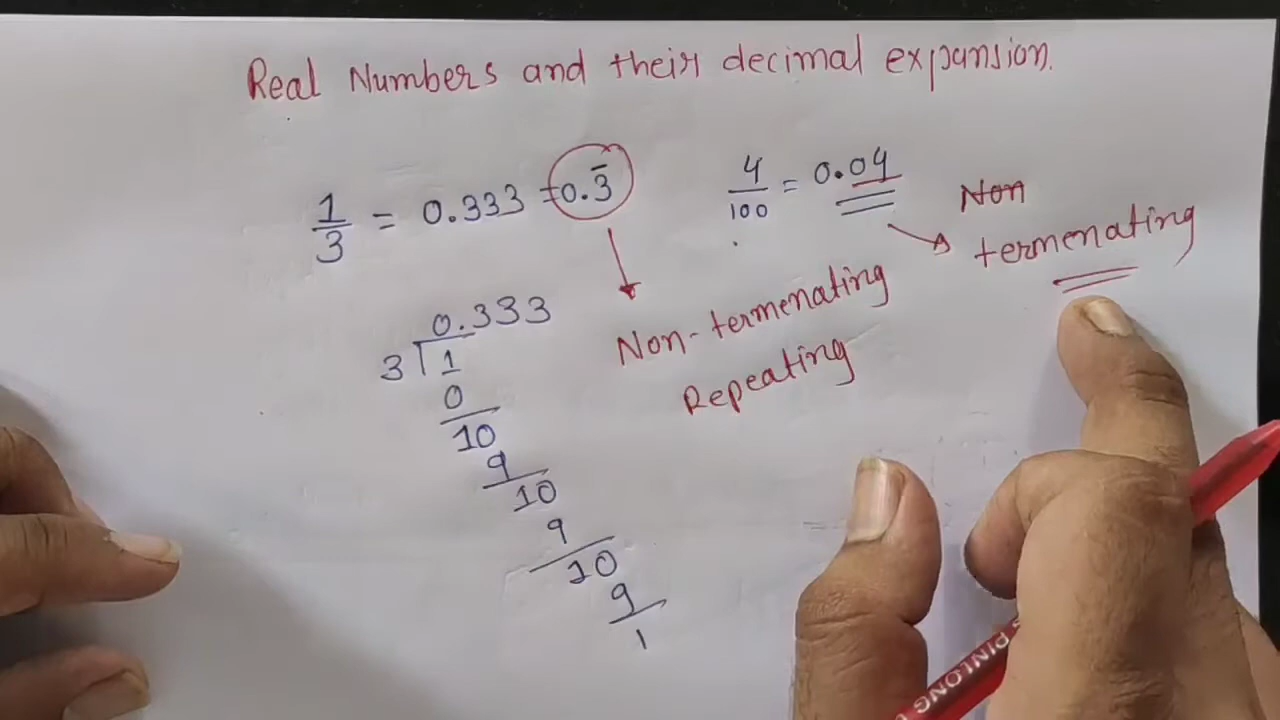 Real Numbers and their decimal expansion.
1/3 = 0.333 = 0.3̅
4/100 = 0.04
Non
termenating
Non-termenating
Repeating
0.333
3 1
0
10
9
10
9
10
9
1
PINLONG